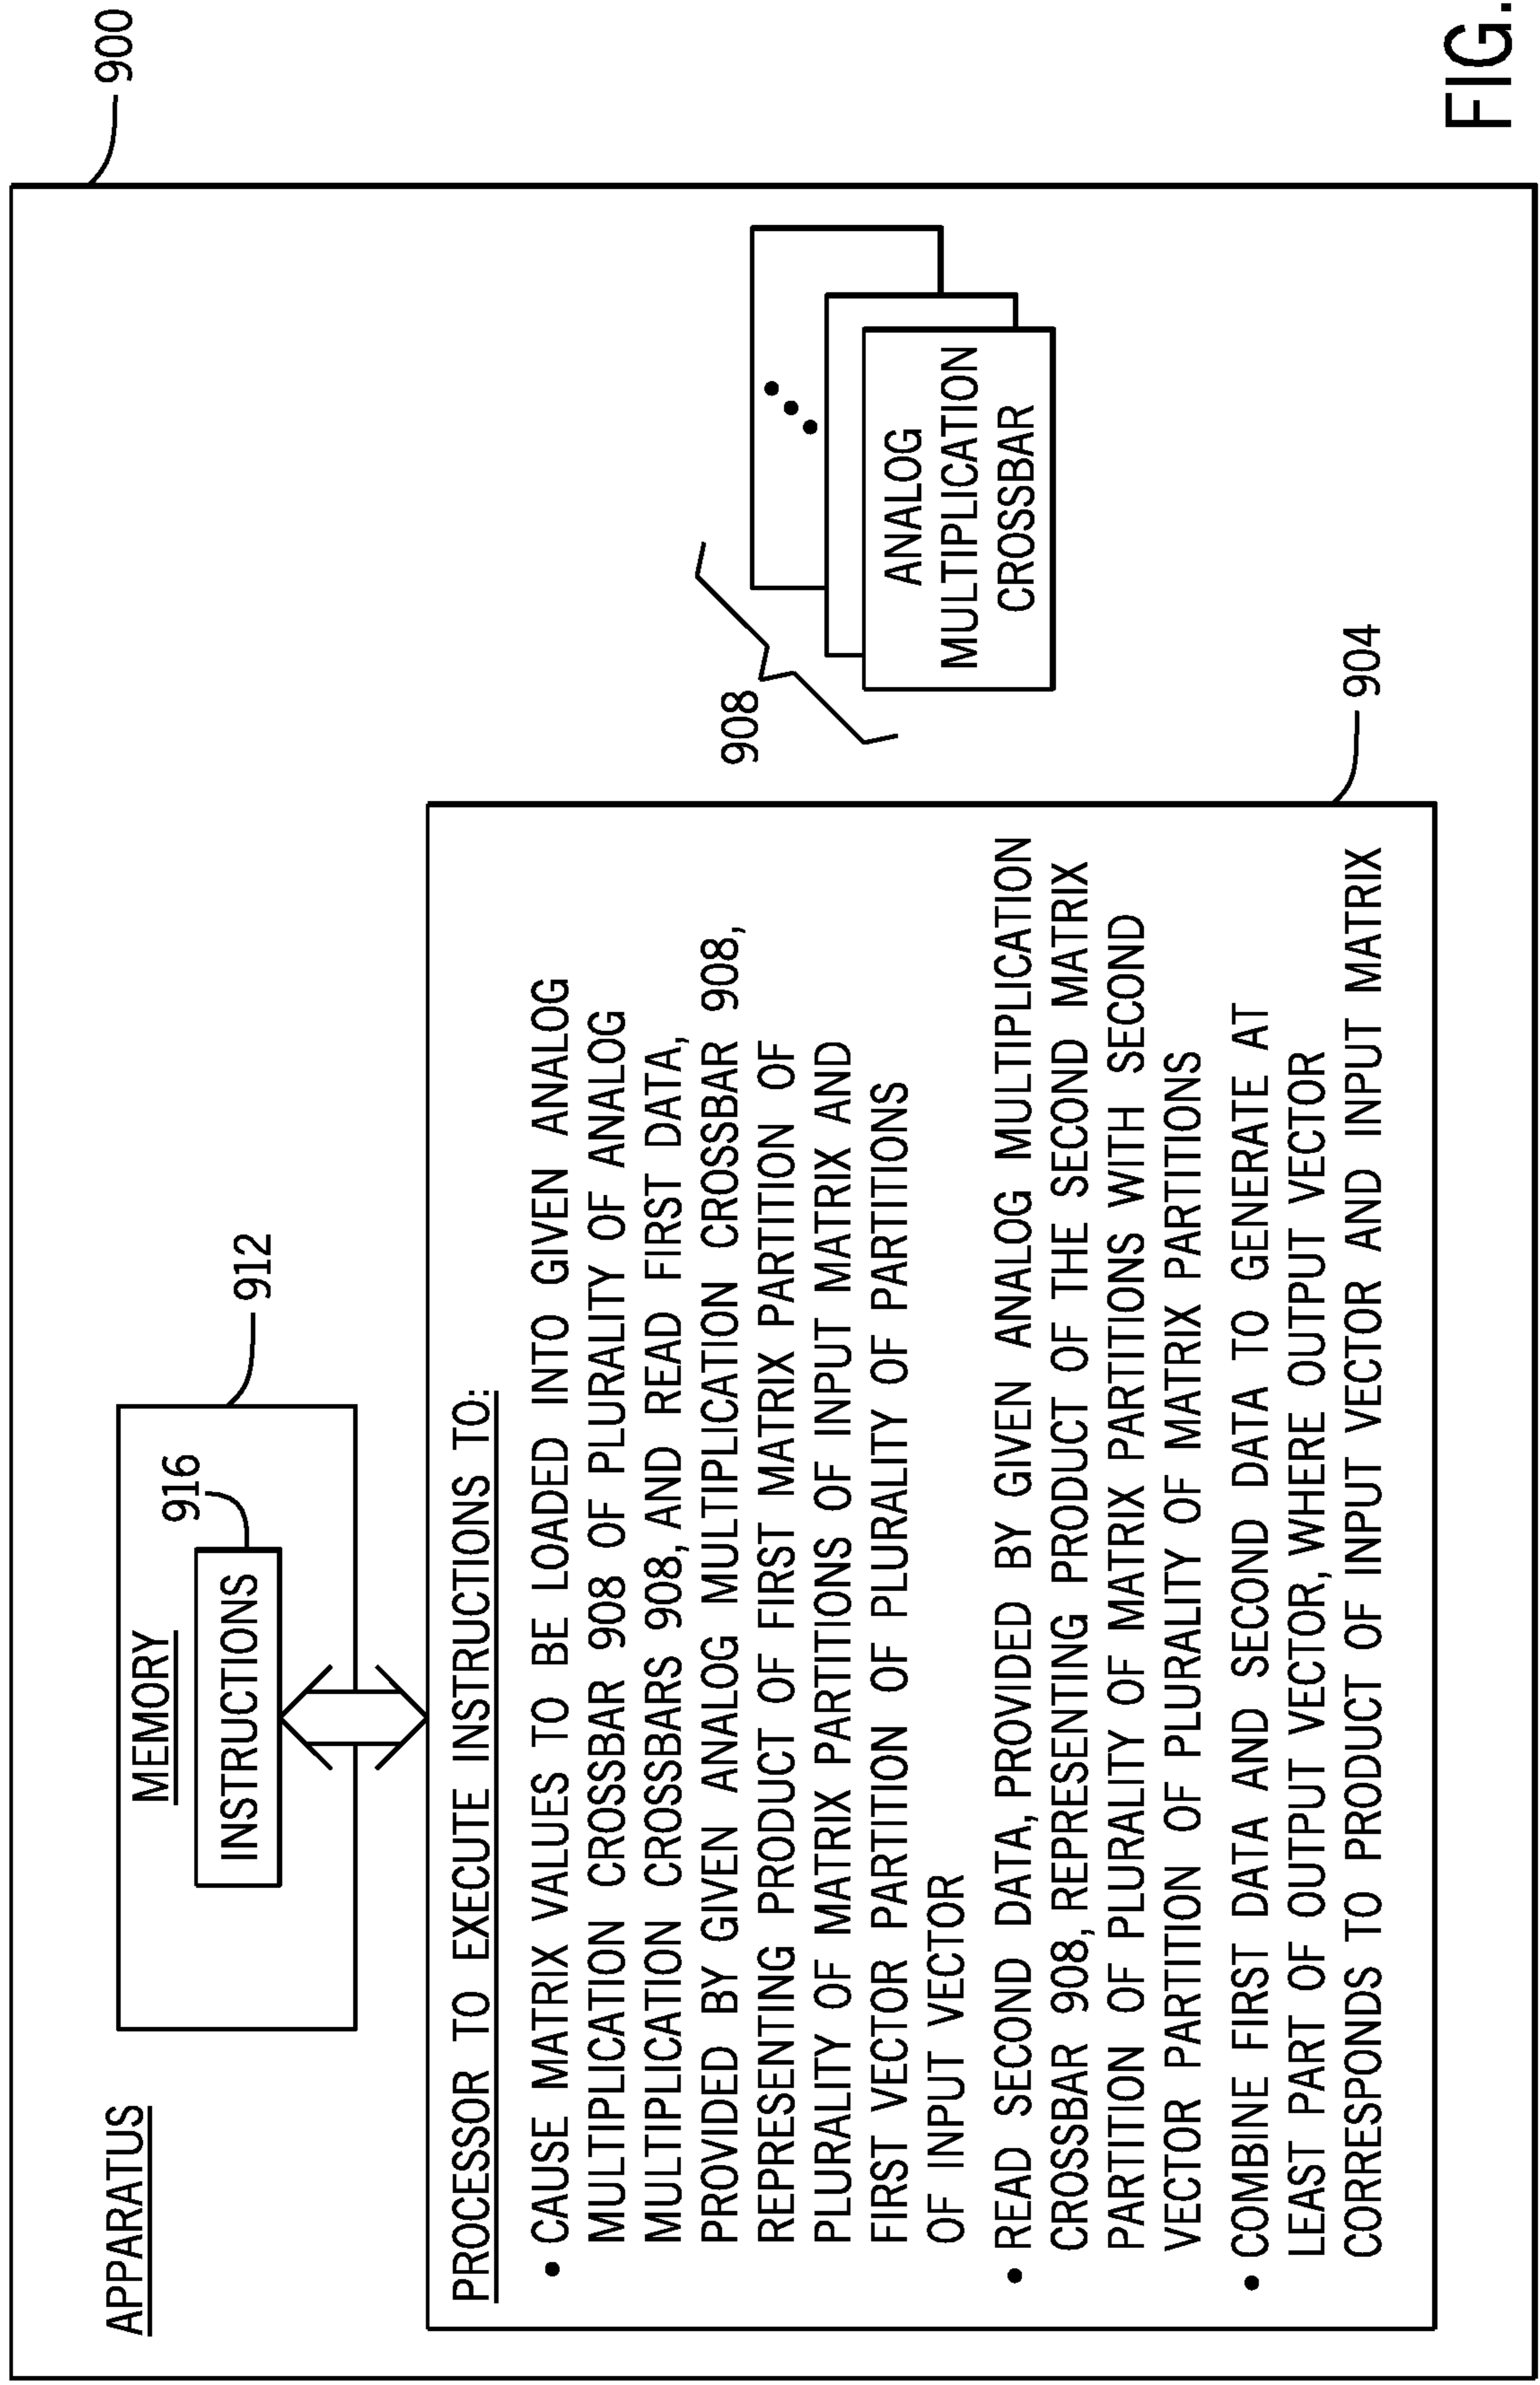 900
APPARATUS
MEMORY
916
INSTRUCTIONS
912
PROCESSOR TO EXECUTE INSTRUCTIONS TO:
• CAUSE MATRIX VALUES TO BE LOADED INTO GIVEN ANALOG
MULTIPLICATION CROSSBAR 908 OF PLURALITY OF ANALOG
MULTIPLICATION CROSSBARS 908, AND READ FIRST DATA,
PROVIDED BY GIVEN ANALOG MULTIPLICATION CROSSBAR 908,
REPRESENTING PRODUCT OF FIRST MATRIX PARTITION OF
PLURALITY OF MATRIX PARTITIONS OF INPUT MATRIX AND
FIRST VECTOR PARTITION OF PLURALITY OF PARTITIONS
OF INPUT VECTOR
• READ SECOND DATA, PROVIDED BY GIVEN ANALOG MULTIPLICATION
CROSSBAR 908, REPRESENTING PRODUCT OF THE SECOND MATRIX
PARTITION OF PLURALITY OF MATRIX PARTITIONS WITH SECOND
VECTOR PARTITION OF PLURALITY OF MATRIX PARTITIONS
• COMBINE FIRST DATA AND SECOND DATA TO GENERATE AT
LEAST PART OF OUTPUT VECTOR, WHERE OUTPUT VECTOR
CORRESPONDS TO PRODUCT OF INPUT VECTOR AND INPUT MATRIX
904
908
ANALOG
MULTIPLICATION
CROSSBAR
FIG.